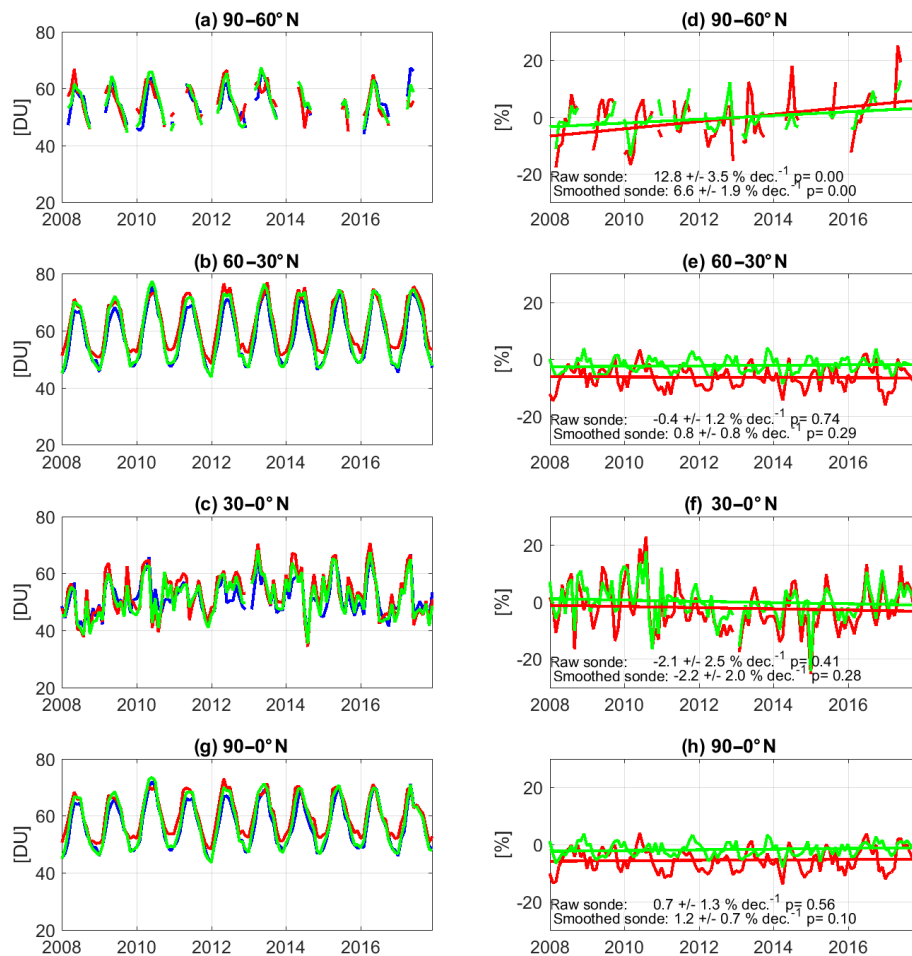 (a) 90−60° N
[DU]
80
60
40
20
2008 2010 2012 2014 2016
(d) 90−60° N
[%]
20
0
-20
Raw sonde: 12.8 +/- 3.5 % dec.-1 p= 0.00
Smoothed sonde: 6.6 +/- 1.9 % dec.-1 p= 0.00
2008 2010 2012 2014 2016
(b) 60−30° N
[DU]
80
60
40
20
2008 2010 2012 2014 2016
(e) 60−30° N
[%]
20
0
-20
Raw sonde: -0.4 +/- 1.2 % dec.-1 p= 0.74
Smoothed sonde: 0.8 +/- 0.8 % dec.-1 p= 0.29
2008 2010 2012 2014 2016
(c) 30−0° N
[DU]
80
60
40
20
2008 2010 2012 2014 2016
(f) 30−0° N
[%]
20
0
-20
Raw sonde: -2.1 +/- 2.5 % dec.-1 p= 0.41
Smoothed sonde: -2.2 +/- 2.0 % dec.-1 p= 0.28
2008 2010 2012 2014 2016
(g) 90−0° N
[DU]
80
60
40
20
2008 2010 2012 2014 2016
(h) 90−0° N
[%]
20
0
-20
Raw sonde: 0.7 +/- 1.3 % dec.-1 p= 0.56
Smoothed sonde: 1.2 +/- 0.7 % dec.-1 p= 0.10
2008 2010 2012 2014 2016